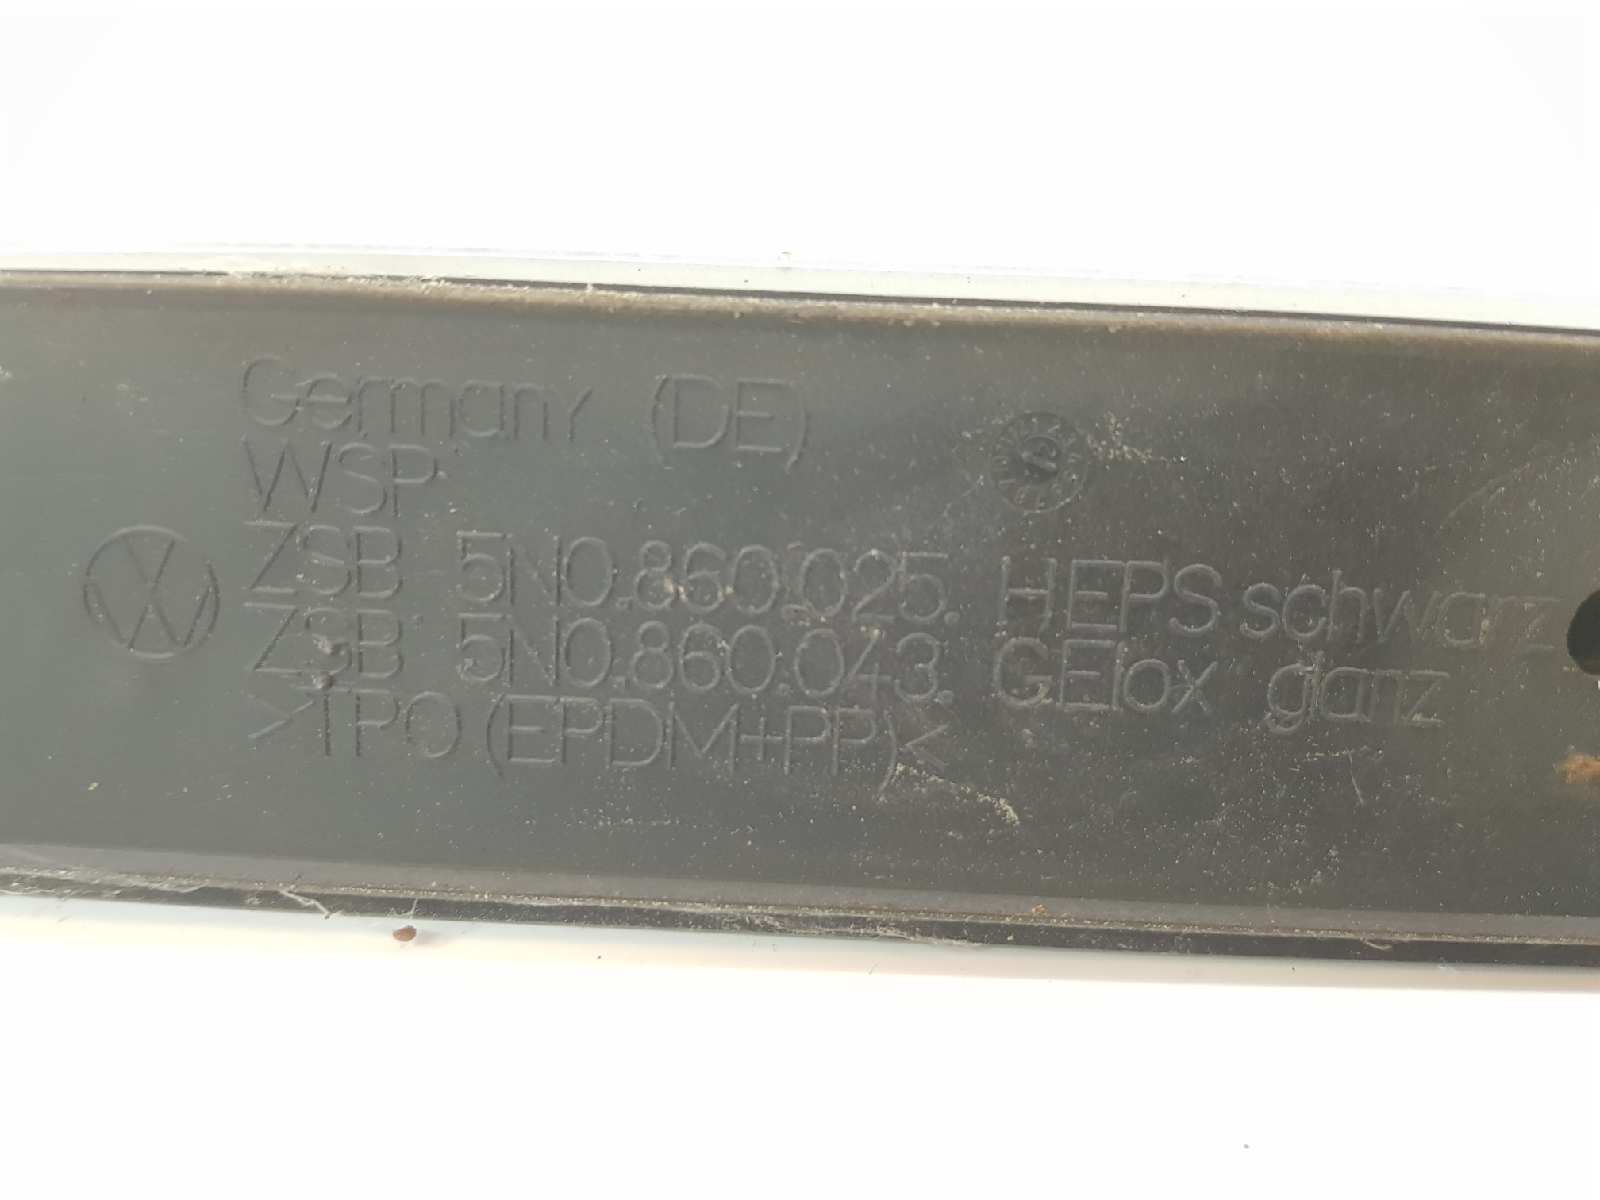 Germany (DE)
WSP
ZSB 5N0.860.025. HEPS schwarz
ZSB 5N0.860.043. GElox glanz
>TPO (EPDM+PP)<